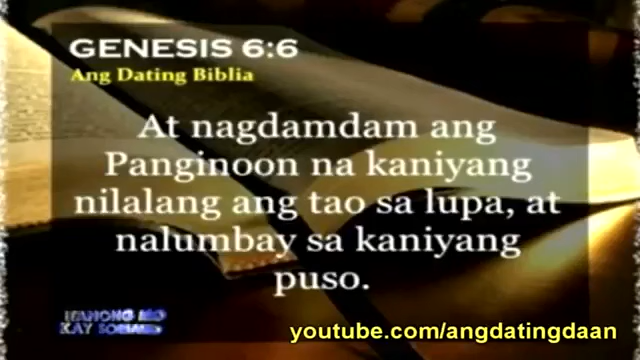 GENESIS 6:6
Ang Dating Biblia
At nagdamdam ang
Panginoon na kaniyang
nilalang ang tao sa lupa, at
nalumbay sa kaniyang
puso.
KAY
youtube.com/angdatingdaan